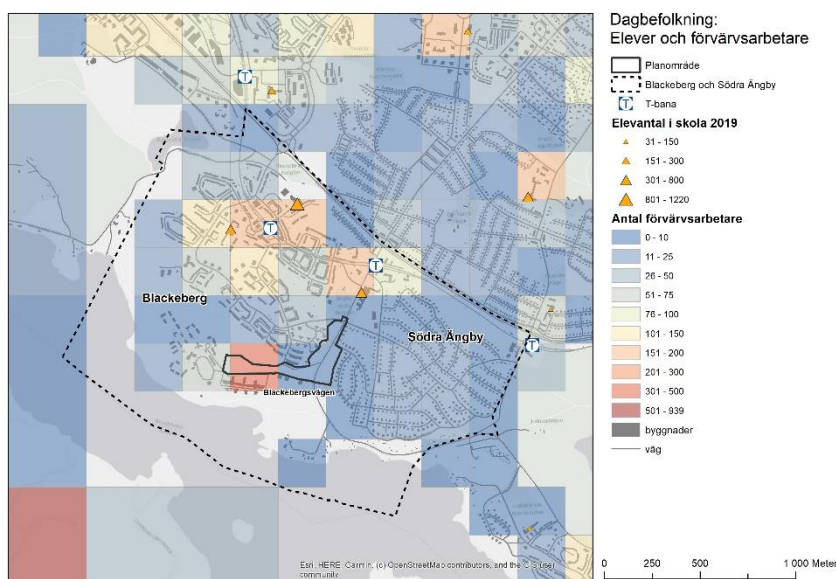 Dagbefolkning:
Elever och förvärvsarbetare
Planområde
Blackeberg och Södra Ängby
T T-bana
Elevantal i skola 2019
31 - 150
151 - 300
301 - 800
801 - 1220
Antal förvärvsarbetare
0 - 10
11 - 25
26 - 50
51 - 75
76 - 100
101 - 150
151 - 200
201 - 300
301 - 500
501 - 939
byggnader
väg
0 250 500 1 000 Meter
T
T
T
T
Blackeberg
Södra Ängby
Blackebergsvägen
Esri, HERE, Garmin, (c) OpenStreetMap contributors, and the GIS user
community